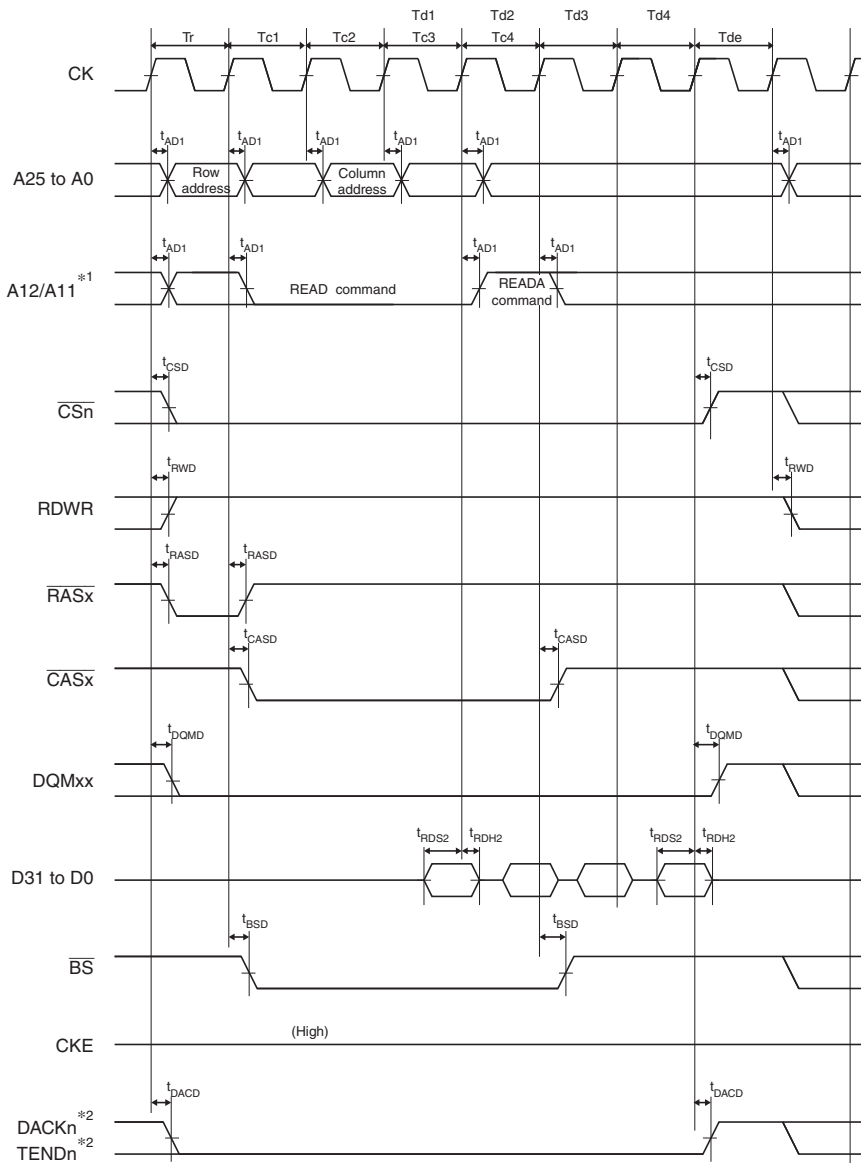 Td1 Td2 Td3 Td4
Tr Tc1 Tc2 Tc3 Tc4 Tde
CK
tAD1 tAD1 tAD1 tAD1 tAD1 tAD1
A25 to A0
Row address
Column address
tAD1 tAD1 tAD1 tAD1
A12/A11*1
READ command
READA command
tCSD tCSD
CSn
tRWD tRWD
RDWR
tRASD tRASD
RASx
tCASD tCASD
CASx
tDQMD tDQMD
DQMxx
tRDS2 tRDH2 tRDS2 tRDH2
D31 to D0
tBSD tBSD
BS
(High)
CKE
tDACD tDACD
DACKn*2
TENDn*2